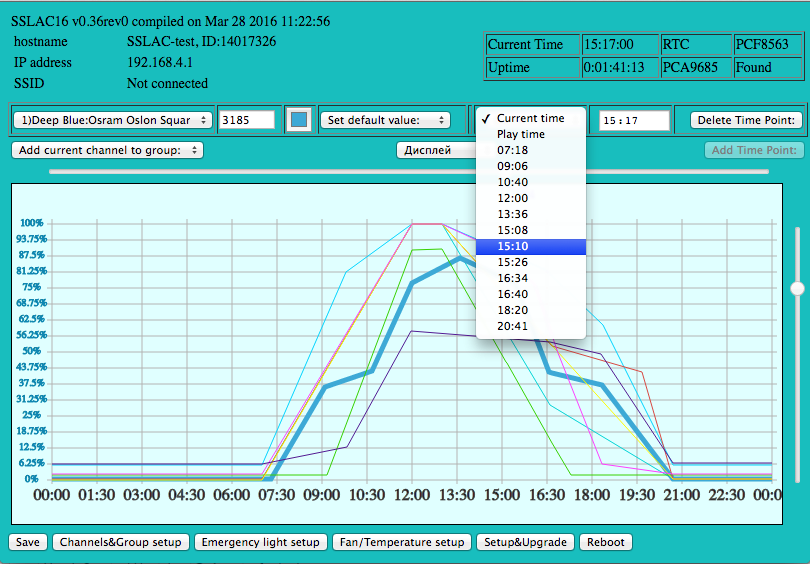 SSLAC16 v0.36rev0 compiled on Mar 28 2016 11:22:56
hostname SSLAC-test, ID:14017326
IP address 192.168.4.1
SSID Not connected
Current Time 15:17:00 RTC PCF8563
Uptime 0:01:41:13 PCA9685 Found
1)Deep Blue:Osram Oslon Squar 3185 Set default value: 15:17 Delete Time Point:
Add current channel to group: Дисплей Add Time Point:
✓ Current time
Play time
07:18
09:06
10:40
12:00
13:36
15:08
15:10
15:26
16:34
16:40
18:20
20:41
100%
93.75%
87.5%
81.25%
75%
68.75%
62.5%
56.25%
50%
43.75%
37.5%
31.25%
25%
18.75%
12.5%
6.25%
0%
00:00 01:30 03:00 04:30 06:00 07:30 09:00 10:30 12:00 13:30 15:00 16:30 18:00 19:30 21:00 22:30 00:0
Save Channels&Group setup Emergency light setup Fan/Temperature setup Setup&Upgrade Reboot